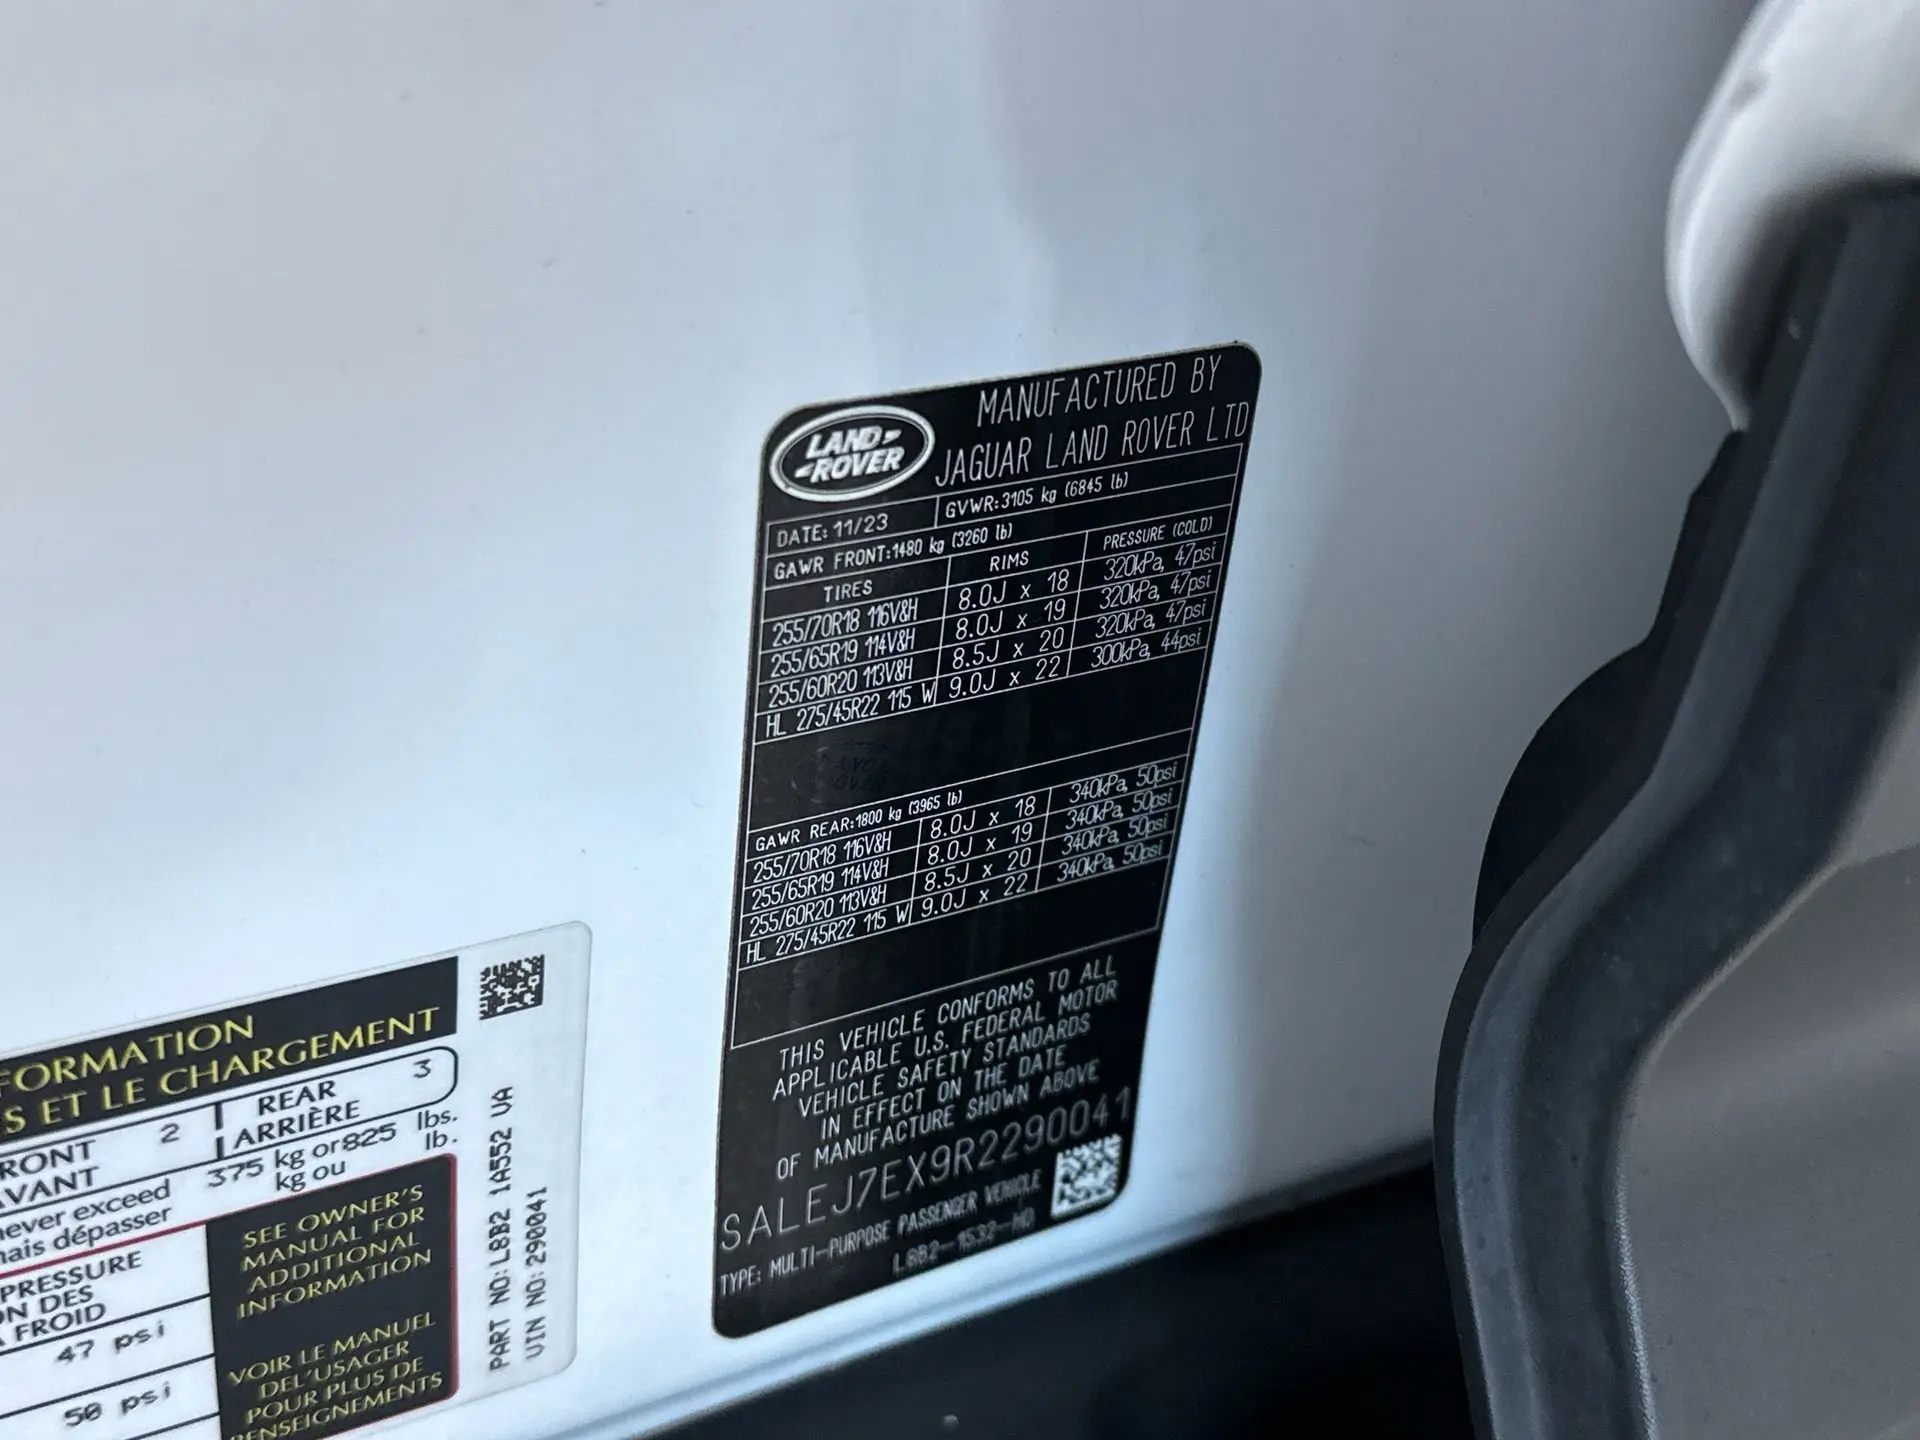 LAND
ROVER
MANUFACTURED BY
JAGUAR LAND ROVER LTD
DATE: 11/23 GVWR:3105 kg (6845 lb)
GAWR FRONT:1480 kg (3260 lb)
TIRES RIMS PRESSURE (COLD)
255/70R18 116V&H 8.0J x 18 320kPa, 47psi
255/65R19 114V&H 8.0J x 19 320kPa, 47psi
255/60R20 113V&H 8.5J x 20 320kPa, 47psi
HL 275/45R22 115 W 9.0J x 22 300kPa, 44psi
GAWR REAR:1800 kg (3965 lb)
255/70R18 116V&H 8.0J x 18 340kPa, 50psi
255/65R19 114V&H 8.0J x 19 340kPa, 50psi
255/60R20 113V&H 8.5J x 20 340kPa, 50psi
HL 275/45R22 115 W 9.0J x 22 340kPa, 50psi
THIS VEHICLE CONFORMS TO ALL
APPLICABLE U.S. FEDERAL MOTOR
VEHICLE SAFETY STANDARDS
IN EFFECT ON THE DATE
OF MANUFACTURE SHOWN ABOVE
SALEJ7EX9R2290041
TYPE: MULTI-PURPOSE PASSENGER VEHICLE
L8B2-1532-HD
FORMATION
S ET LE CHARGEMENT
RONT 2 REAR 3
AVANT ARRIÈRE
never exceed 375 kg or 825 lbs.
mais dépasser kg ou lb.
PRESSURE
ON DES
À FROID
47 psi
50 psi
SEE OWNER'S
MANUAL FOR
ADDITIONAL
INFORMATION
VOIR LE MANUEL
DEL'USAGER
POUR PLUS DE
RENSEIGNEMENTS
PART NO:L8B2 1A552 VA
VIN NO:290041